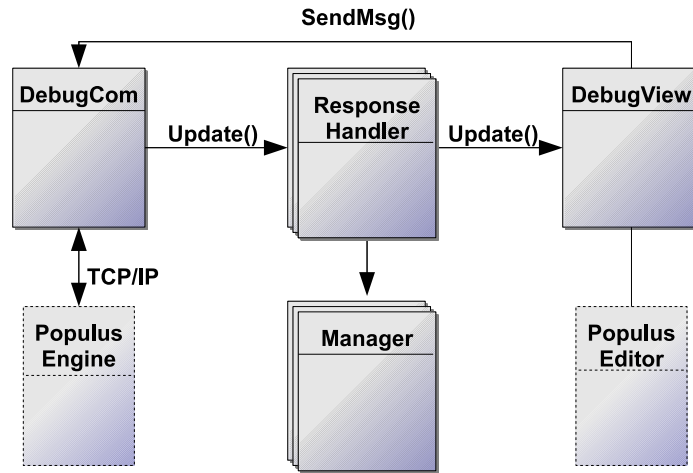 SendMsg()
DebugCom
Response
Handler
DebugView
Update()
Update()
TCP/IP
Populus
Engine
Manager
Populus
Editor